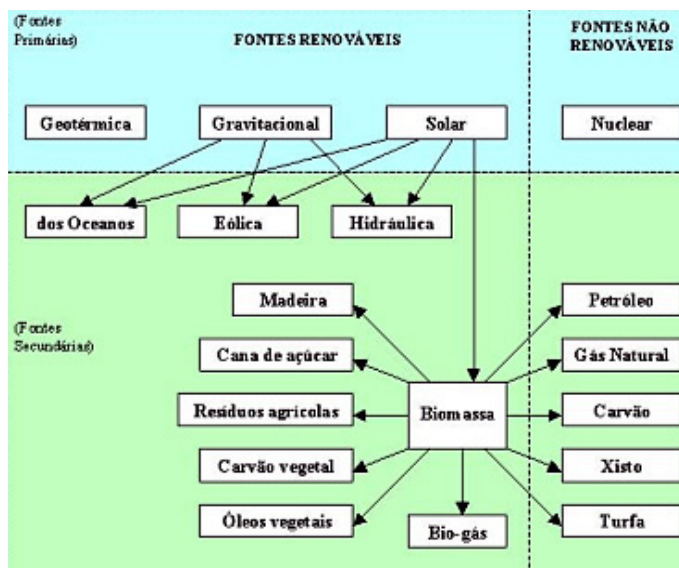 (Fontes
Primárias)
FONTES RENOVÁVEIS
FONTES NÃO
RENOVÁVEIS
Geotérmica
Gravitacional
Solar
Nuclear
dos Oceanos
Eólica
Hidráulica
Madeira
Petróleo
(Fontes
Secundárias)
Cana de açúcar
Gás Natural
Resíduos agrícolas
Biomassa
Carvão
Carvão vegetal
Xisto
Óleos vegetais
Bio-gás
Turfa